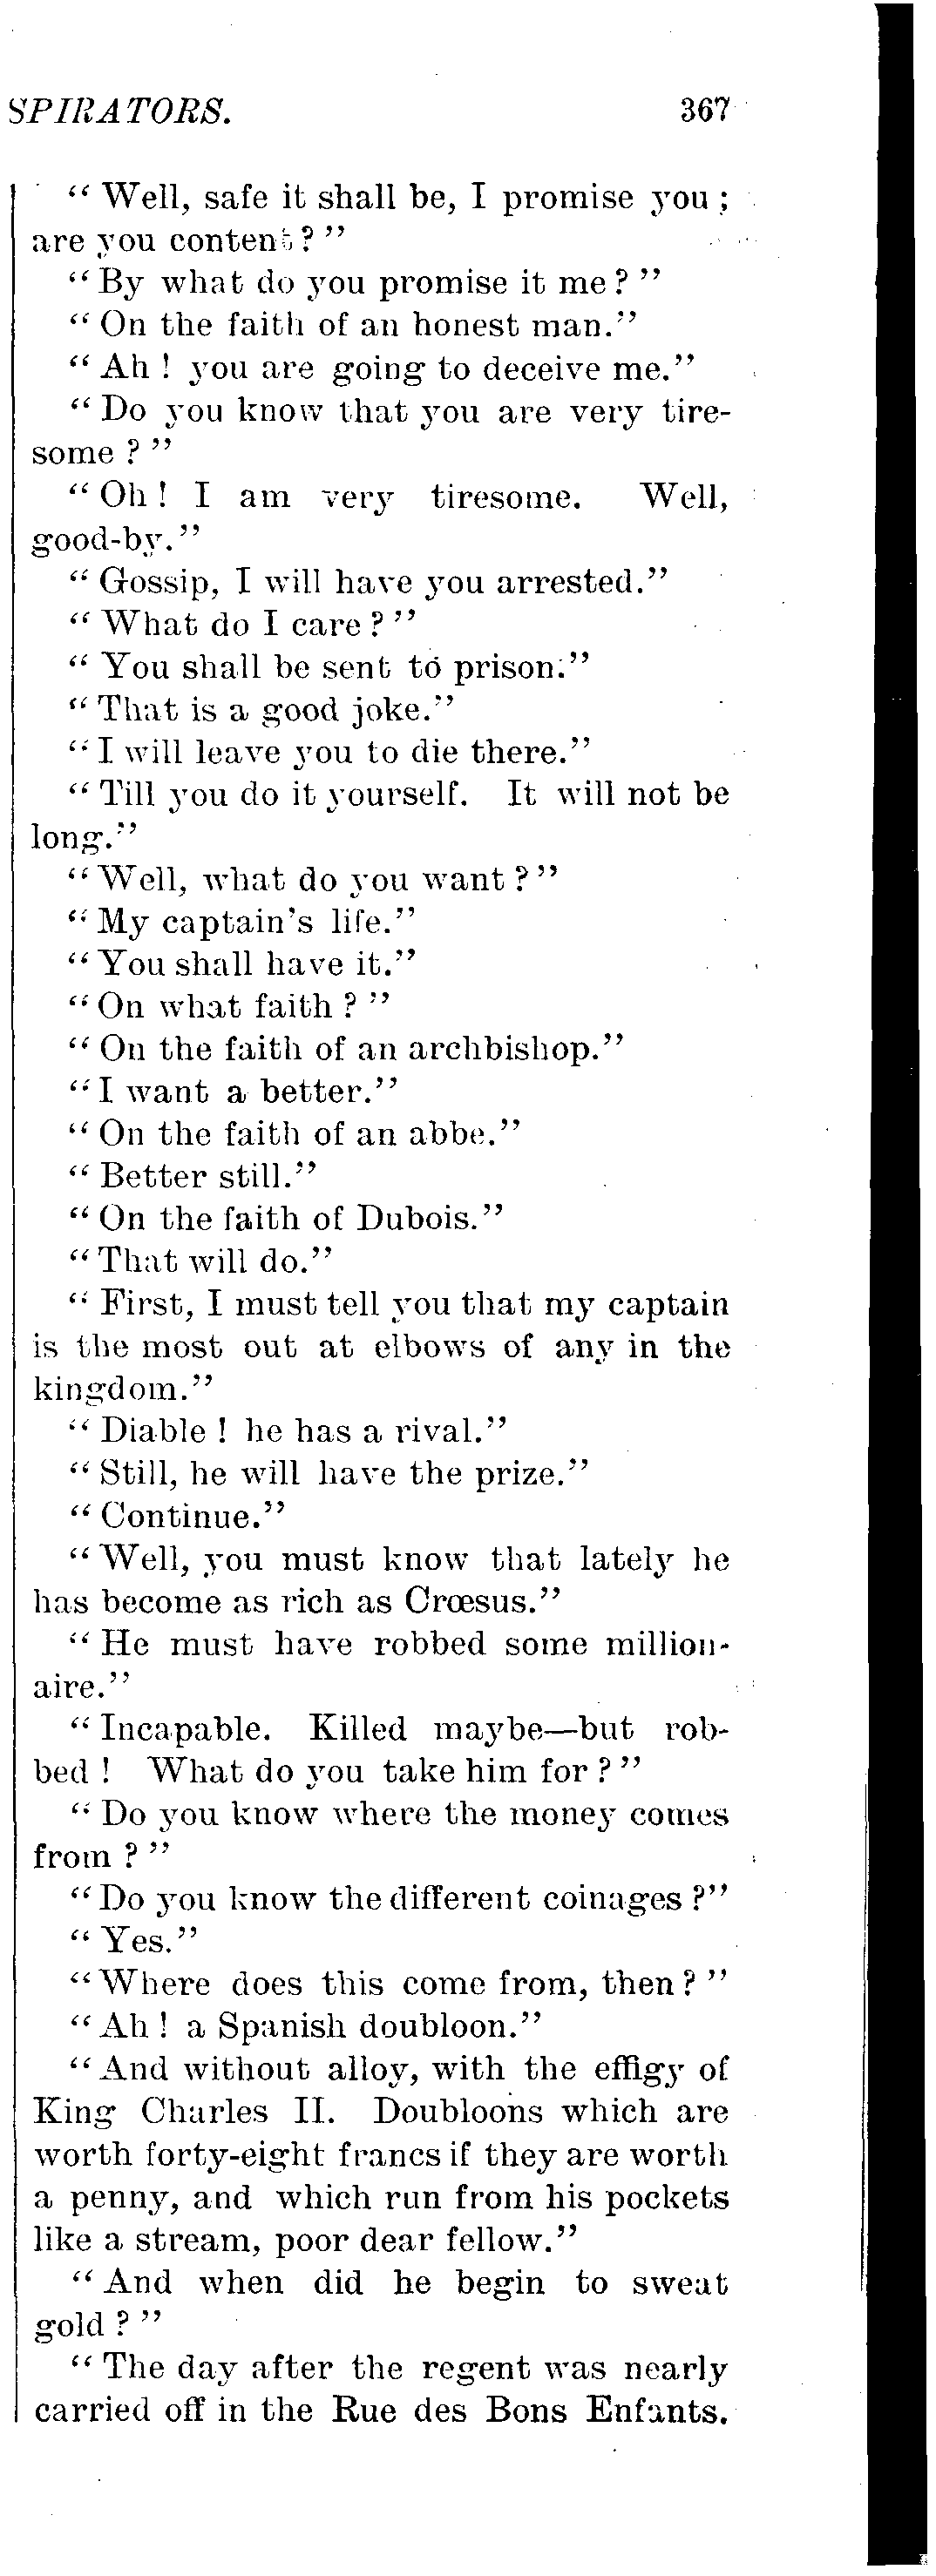 SPIRATORS. 367
" Well, safe it shall be, I promise you ;
are you content ? "
" By what do you promise it me ? "
" On the faith of an honest man."
" Ah ! you are going to deceive me."
" Do you know that you are very tire-
some ? "
" Oh ! I am very tiresome. Well,
good-by."
" Gossip, I will have you arrested."
" What do I care ? "
" You shall be sent to prison."
" That is a good joke."
" I will leave you to die there."
" Till you do it yourself. It will not be
long."
" Well, what do you want ? "
" My captain's life."
" You shall have it."
" On what faith ? "
" On the faith of an archbishop."
" I want a better."
" On the faith of an abbe."
" Better still."
" On the faith of Dubois."
" That will do."
" First, I must tell you that my captain
is the most out at elbows of any in the
kingdom."
" Diable ! he has a rival."
" Still, he will have the prize."
" Continue."
" Well, you must know that lately he
has become as rich as Crœsus."
" He must have robbed some million-
aire."
" Incapable. Killed maybe—but rob-
bed ! What do you take him for ? "
" Do you know where the money comes
from ? "
" Do you know the different coinages ?"
" Yes."
" Where does this come from, then ? "
" Ah ! a Spanish doubloon."
" And without alloy, with the effigy of
King Charles II. Doubloons which are
worth forty-eight francs if they are worth
a penny, and which run from his pockets
like a stream, poor dear fellow."
" And when did he begin to sweat
gold ? "
" The day after the regent was nearly
carried off in the Rue des Bons Enfants.